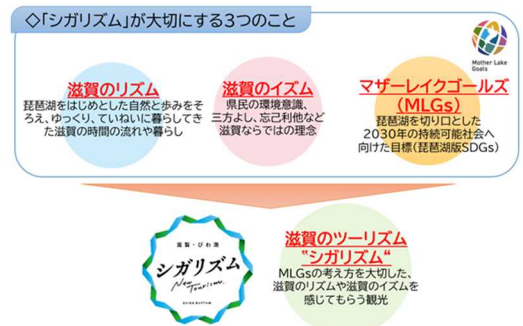 ◇「シガリズム」が大切にする3つのこと
Mother Lake
Goals
滋賀のリズム
琵琶湖をはじめとした自然と歩みをそ
ろえ、ゆっくり、ていねいに暮らしてき
た滋賀の時間の流れや暮らし
滋賀のイズム
県民の環境意識、
三方よし、忘己利他など
滋賀ならではの理念
マザーレイクゴールズ
(MLGs)
琵琶湖を切り口とした
2030年の持続可能社会へ
向けた目標(琵琶湖版SDGs)
滋賀・びわ湖
シガリズム
New Tourism.
SHIGA RHYTHM
滋賀のツーリズム
"シガリズム"
MLGsの考え方を大切した、
滋賀のリズムや滋賀のイズムを
感じてもらう観光